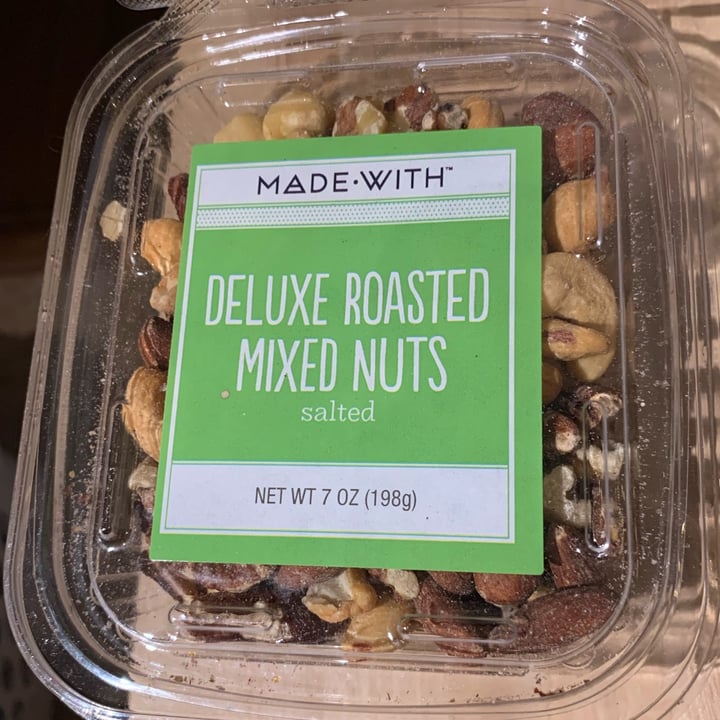 MADE·WITH™
DELUXE ROASTED
MIXED NUTS
salted
NET WT 7 OZ (198g)